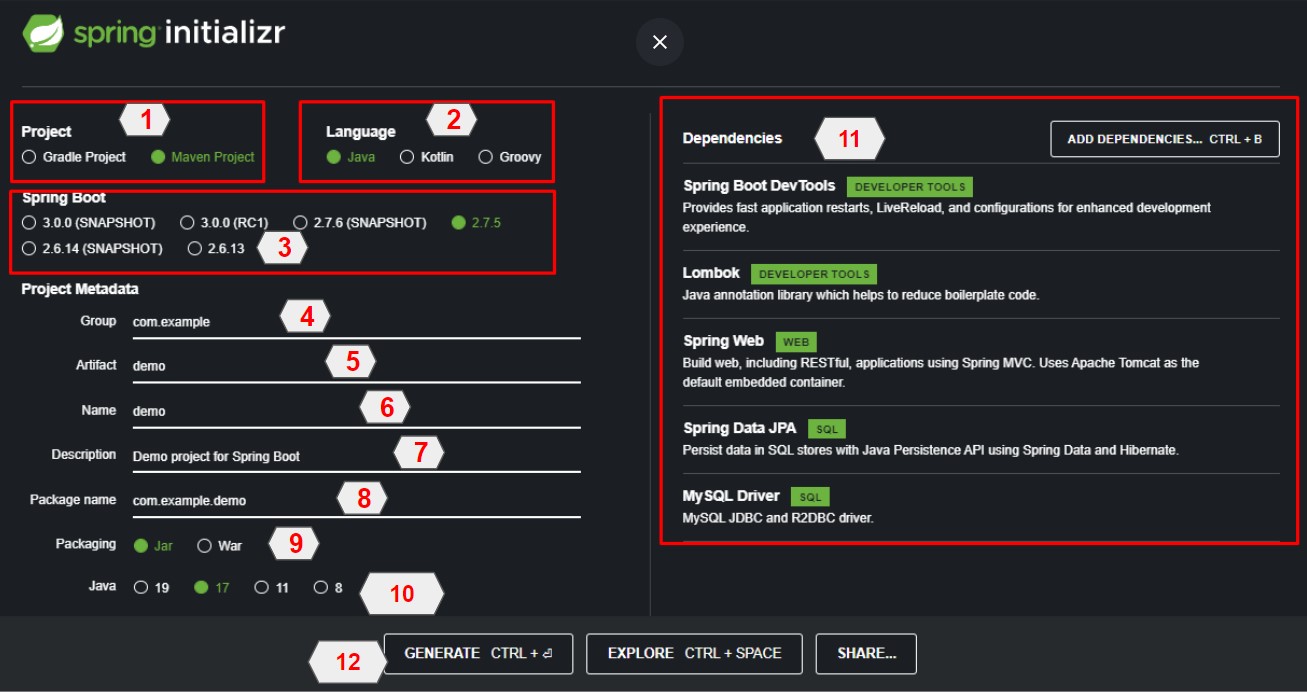 spring initializr
1
Project
Gradle Project Maven Project
2
Language
Java Kotlin Groovy
Spring Boot
3.0.0 (SNAPSHOT) 3.0.0 (RC1) 2.7.6 (SNAPSHOT) 2.7.5
2.6.14 (SNAPSHOT) 2.6.13 3
Project Metadata
Group com.example 4
Artifact demo 5
Name demo 6
Description Demo project for Spring Boot 7
Package name com.example.demo 8
Packaging Jar War 9
Java 19 17 11 8 10
Dependencies 11 ADD DEPENDENCIES... CTRL + B
Spring Boot DevTools DEVELOPER TOOLS
Provides fast application restarts, LiveReload, and configurations for enhanced development
experience.
Lombok DEVELOPER TOOLS
Java annotation library which helps to reduce boilerplate code.
Spring Web WEB
Build web, including RESTful, applications using Spring MVC. Uses Apache Tomcat as the
default embedded container.
Spring Data JPA SQL
Persist data in SQL stores with Java Persistence API using Spring Data and Hibernate.
MySQL Driver SQL
MySQL JDBC and R2DBC driver.
12 GENERATE CTRL + ⏎ EXPLORE CTRL + SPACE SHARE...